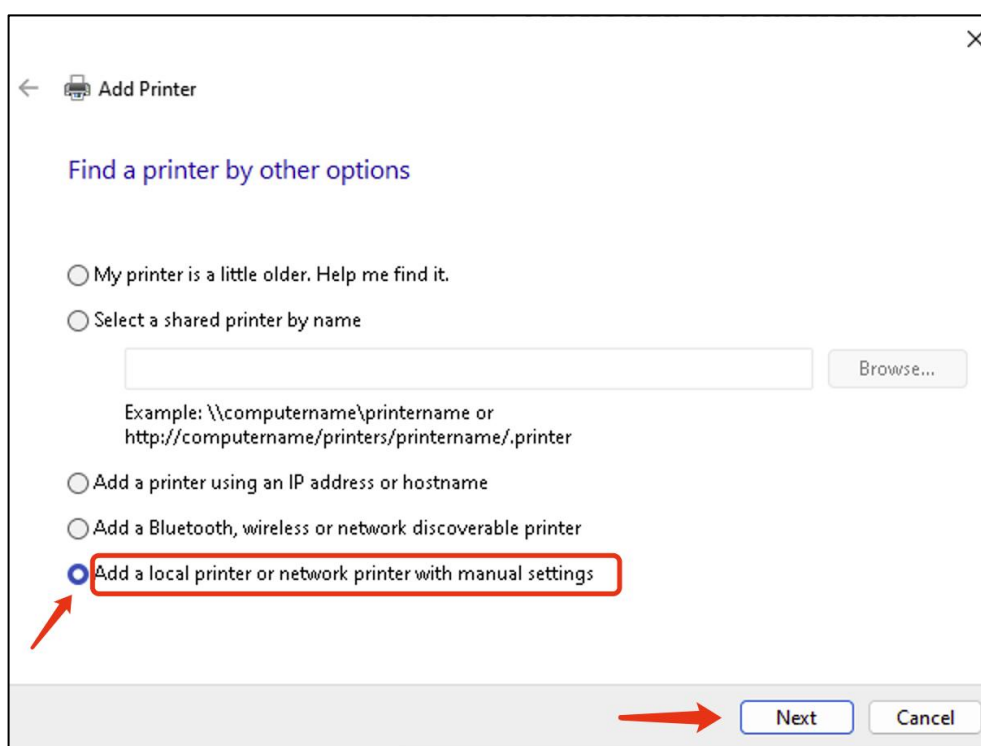 Add Printer
Find a printer by other options
My printer is a little older. Help me find it.
Select a shared printer by name
Browse...
Example: \\computername\printername or
http://computername/printers/printername/.printer
Add a printer using an IP address or hostname
Add a Bluetooth, wireless or network discoverable printer
Add a local printer or network printer with manual settings
Next
Cancel